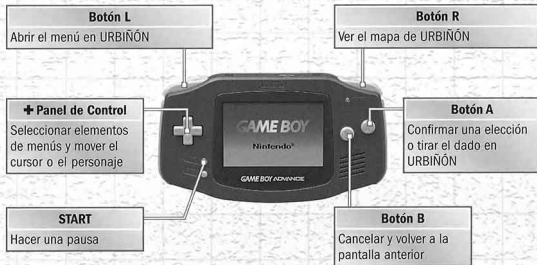 Botón L
Abrir el menú en URBIÑÓN
Botón R
Ver el mapa de URBIÑÓN
✚ Panel de Control
Seleccionar elementos
de menús y mover el
cursor o el personaje
GAME BOY
Nintendo®
GAME BOY ADVANCE
Botón A
Confirmar una elección
o tirar el dado en
URBIÑÓN
START
Hacer una pausa
Botón B
Cancelar y volver a la
pantalla anterior